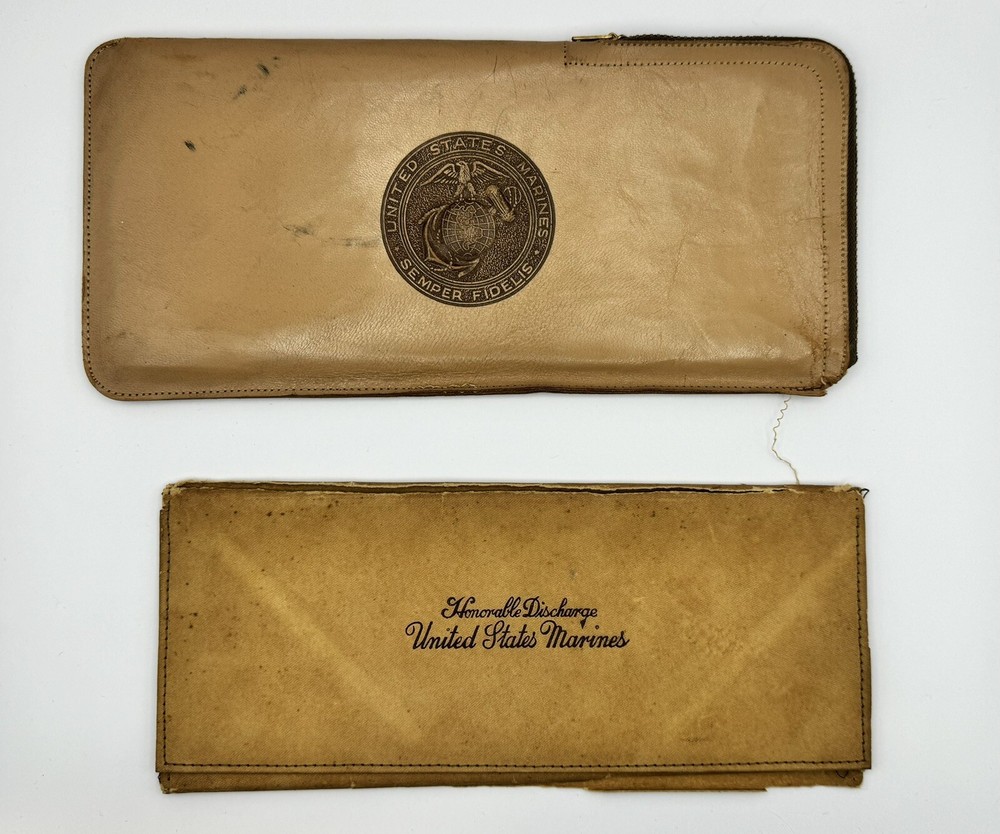 UNITED STATES MARINES
SEMPER FIDELIS
Honorable Discharge
United States Marines